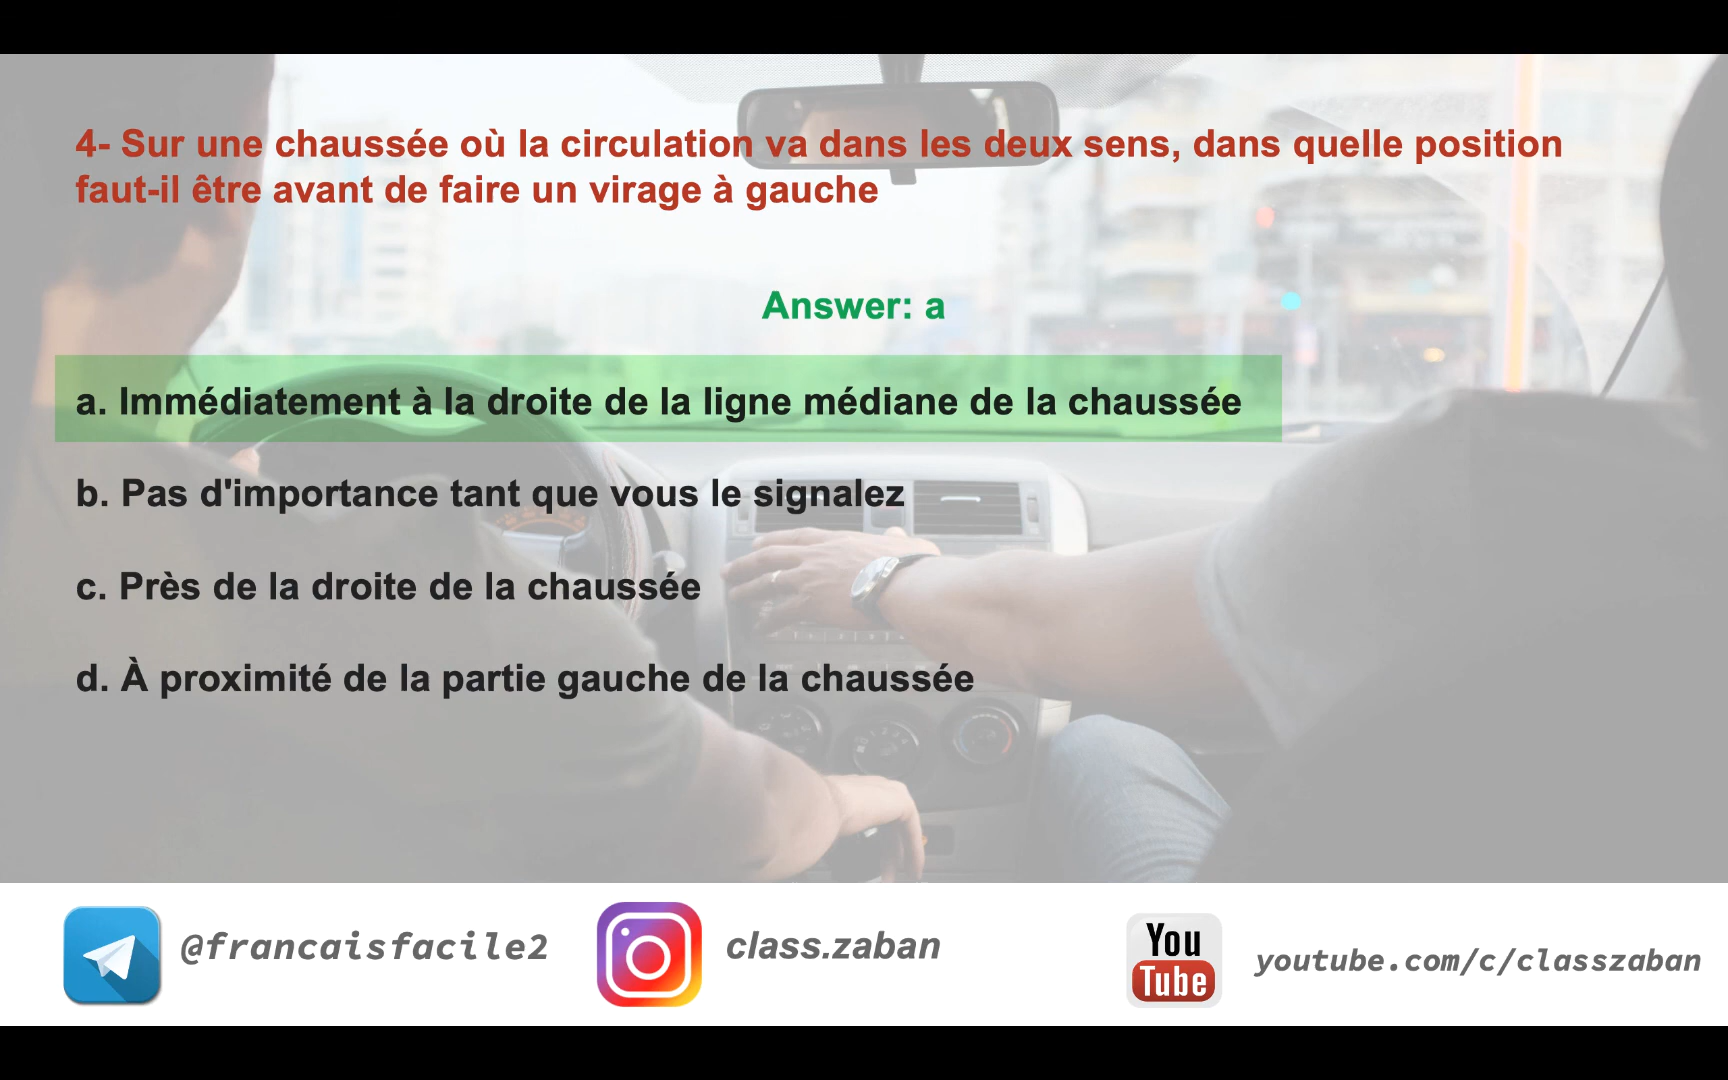 4- Sur une chaussée où la circulation va dans les deux sens, dans quelle position
faut-il être avant de faire un virage à gauche
Answer: a
a. Immédiatement à la droite de la ligne médiane de la chaussée
b. Pas d'importance tant que vous le signalez
c. Près de la droite de la chaussée
d. À proximité de la partie gauche de la chaussée
@francaisfacile2
class.zaban
You
Tube
youtube.com/c/classzaban